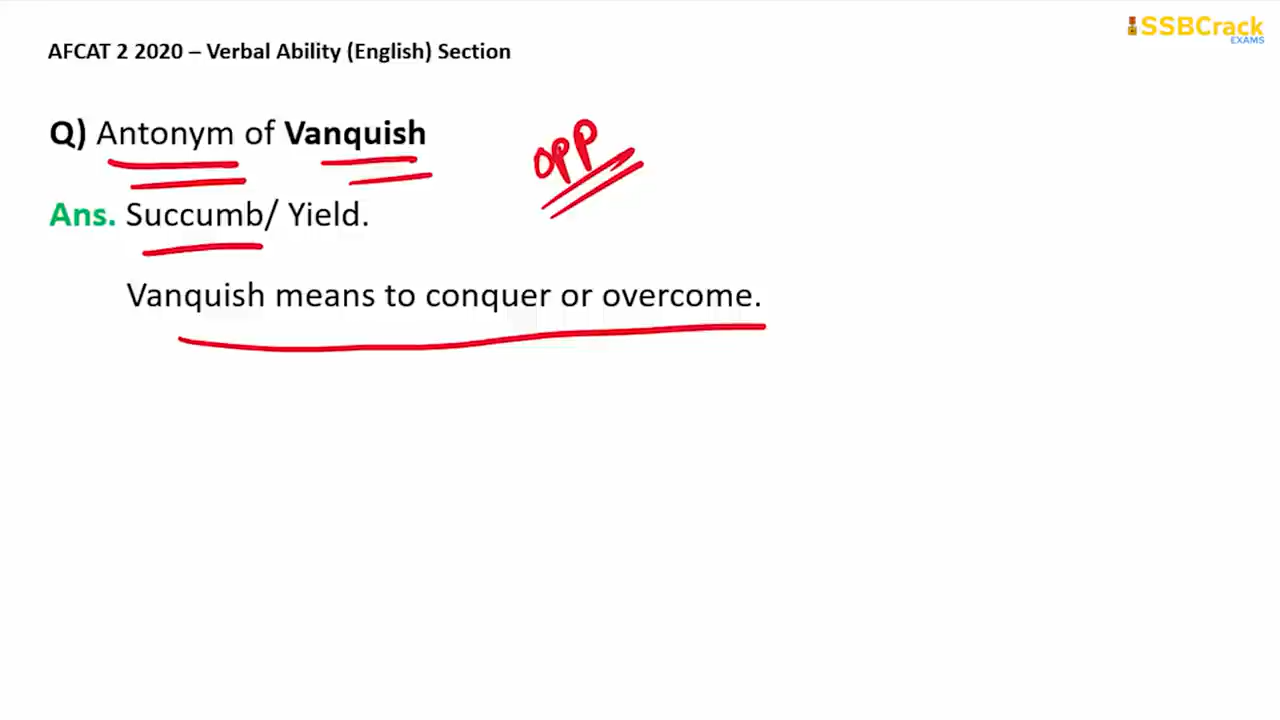 SSBCrack
EXAMS
AFCAT 2 2020 – Verbal Ability (English) Section
Q) Antonym of Vanquish
opp
Ans. Succumb/ Yield.
Vanquish means to conquer or overcome.